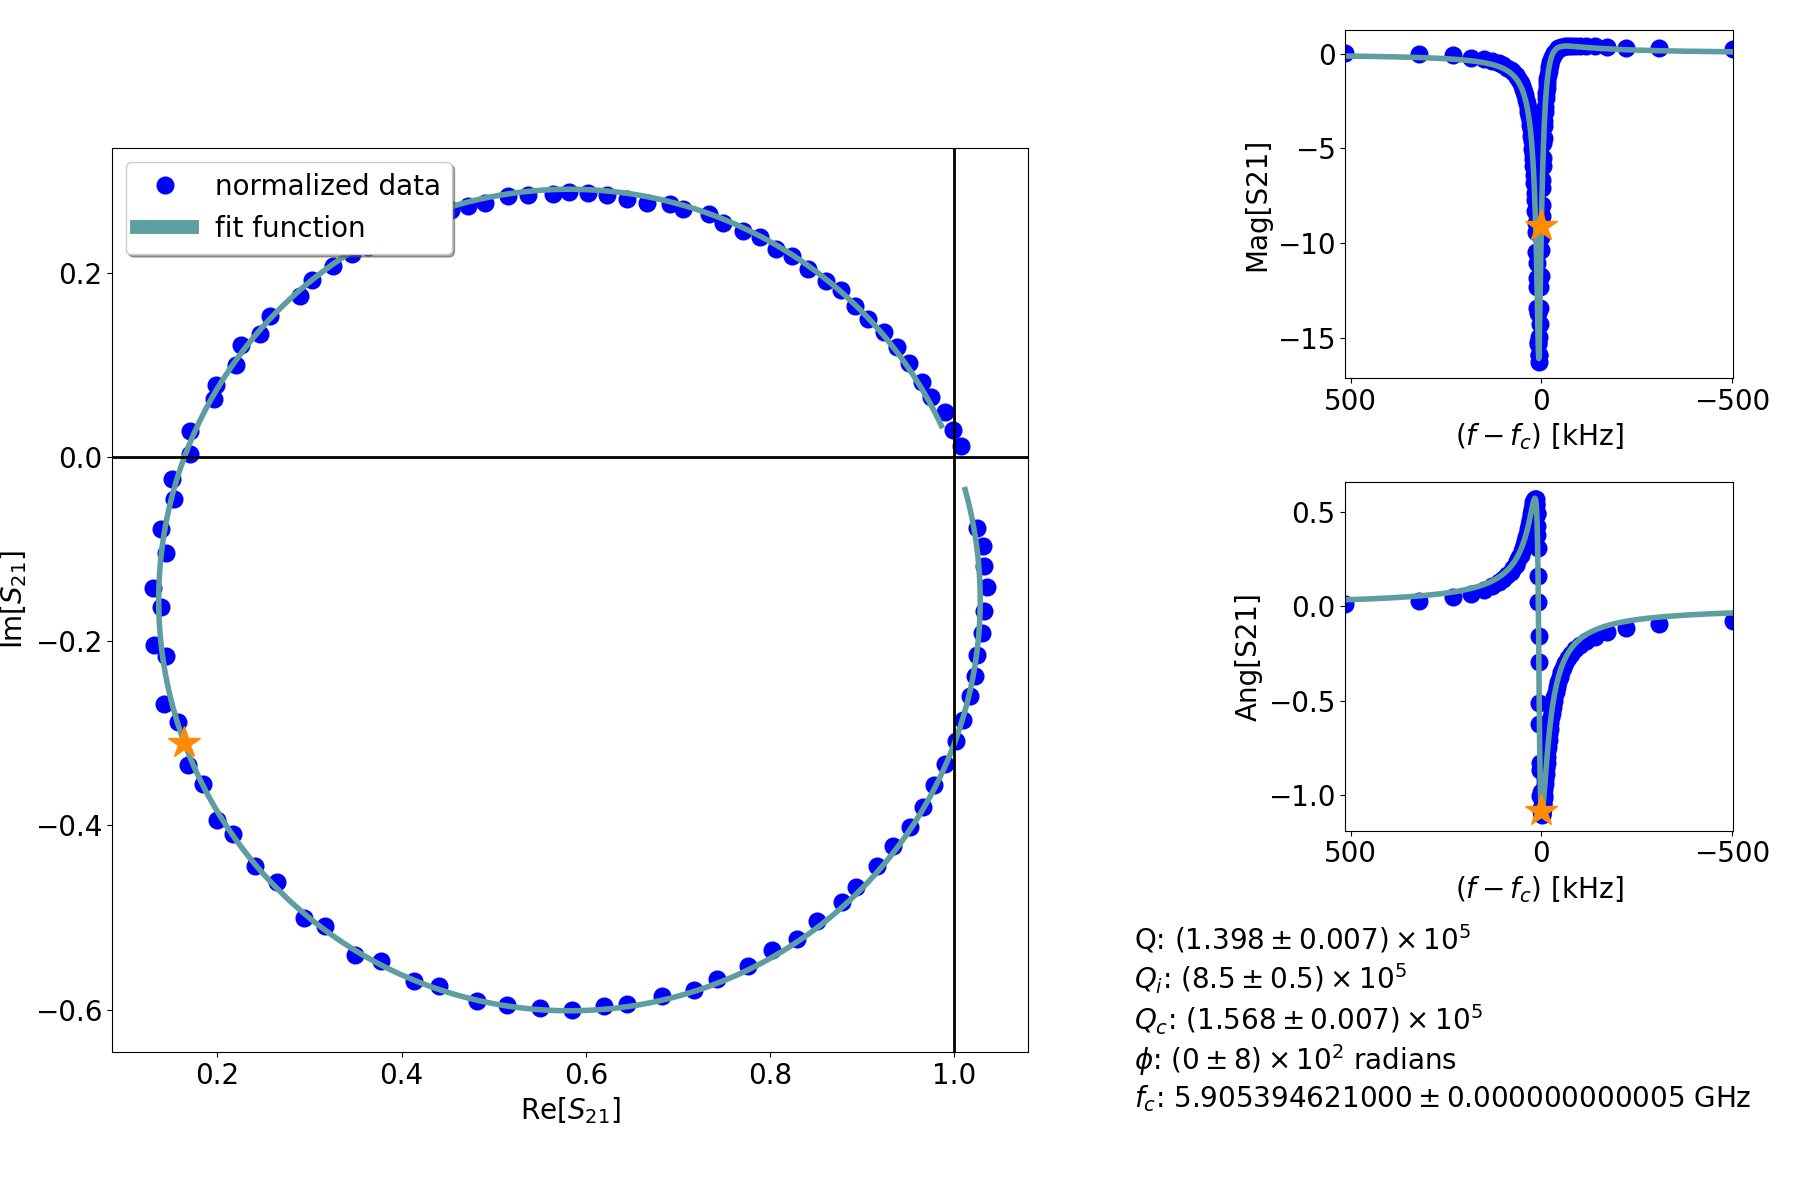 normalized data
fit function
0.2
0.0
−0.2
−0.4
−0.6
Im[S21]
0.2 0.4 0.6 0.8 1.0
Re[S21]
0
−5
−10
−15
Mag[S21]
500 0 −500
(f − fc) [kHz]
0.5
0.0
−0.5
−1.0
Ang[S21]
500 0 −500
(f − fc) [kHz]
Q: (1.398 ± 0.007) × 10^5
Qi: (8.5 ± 0.5) × 10^5
Qc: (1.568 ± 0.007) × 10^5
ϕ: (0 ± 8) × 10^2 radians
fc: 5.905394621000 ± 0.000000000005 GHz